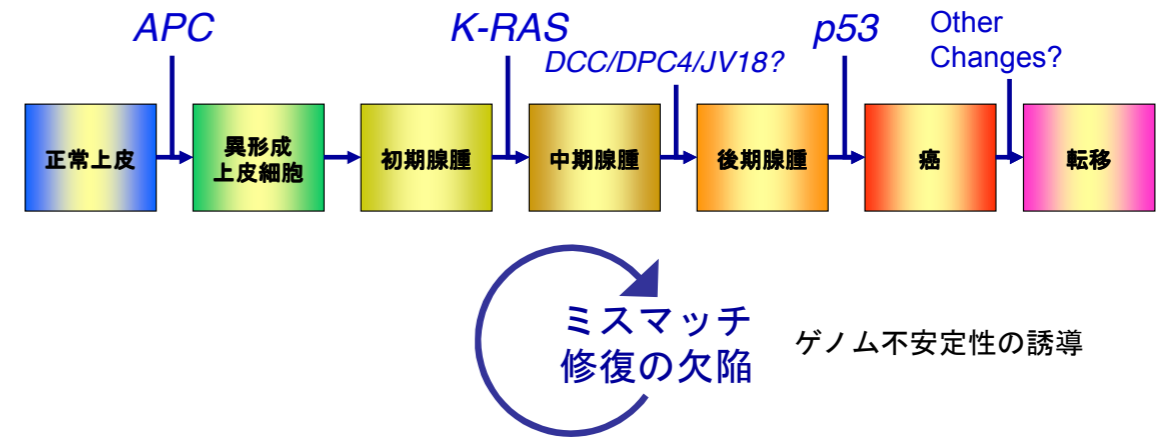 APC
K-RAS
DCC/DPC4/JV18?
p53
Other
Changes?
正常上皮
異形成
上皮細胞
初期腺腫
中期腺腫
後期腺腫
癌
転移
ミスマッチ
修復の欠陥
ゲノム不安定性の誘導